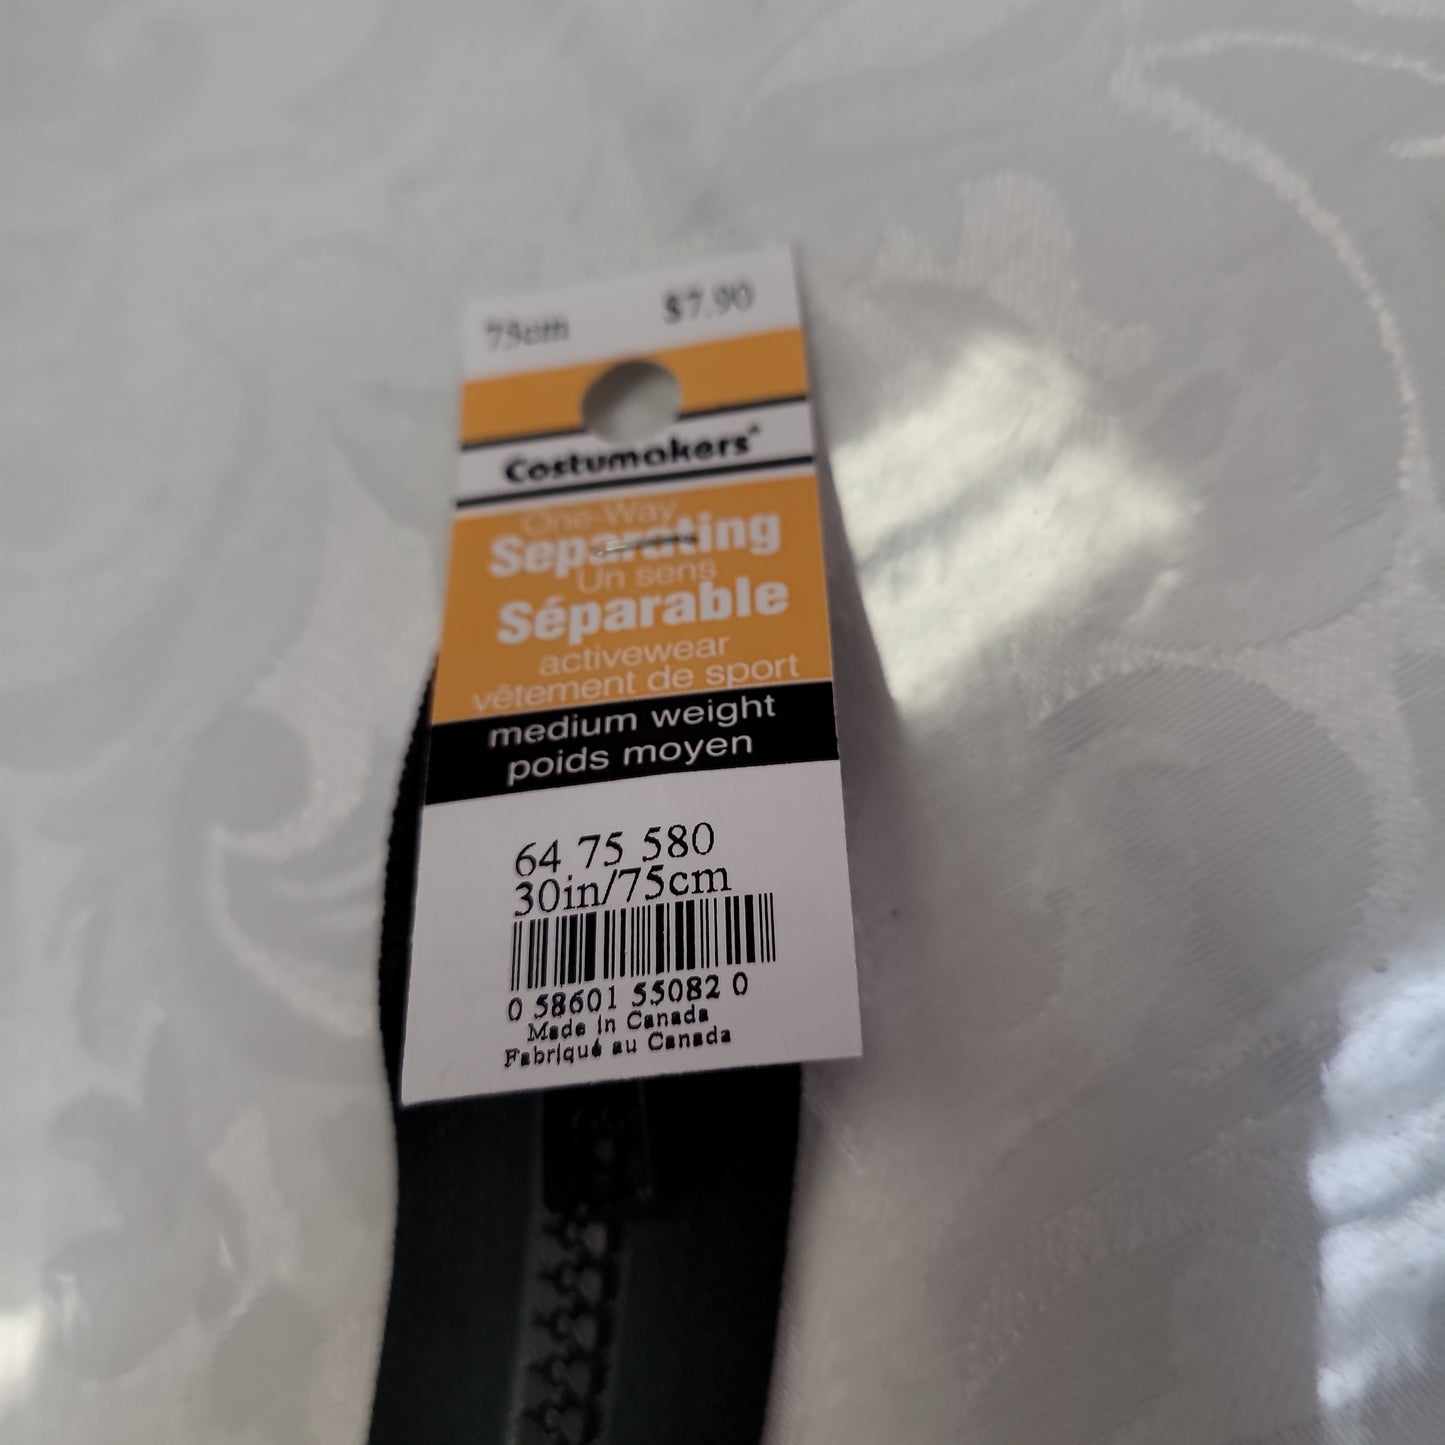 75cm $7.90
Costumakers®
One-Way
Separating
Un sens
Séparable
activewear
vêtement de sport
medium weight
poids moyen
64 75 580
30in/75cm
0 58601 55082 0
Made in Canada
Fabriqué au Canada